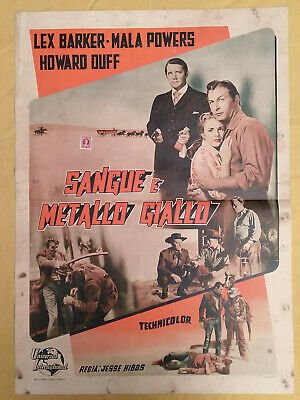 LEX BARKER • MALA POWERS
HOWARD DUFF
SANGUE E
METALLO GIALLO
TECHNICOLOR
Universal
International
REGIA: JESSE HIBBS